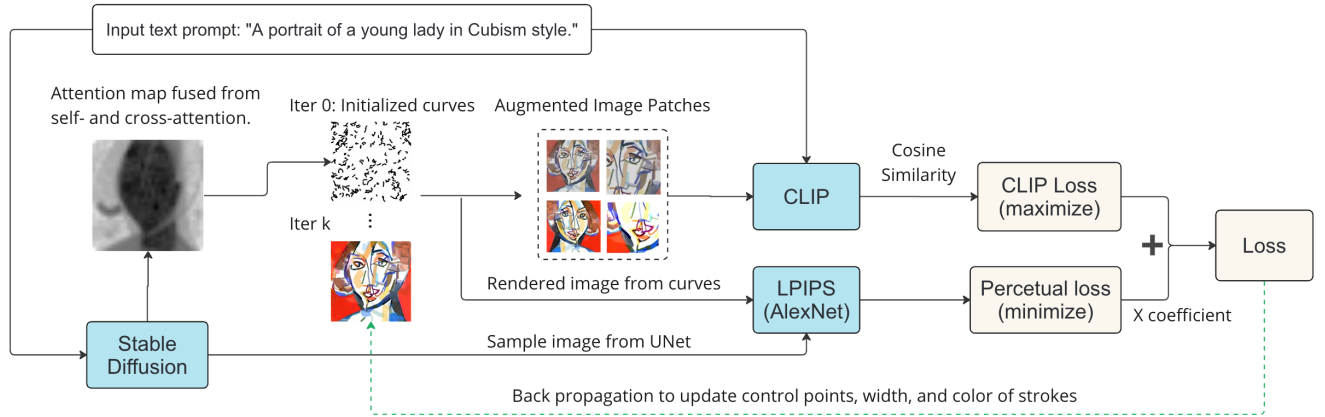 Input text prompt: "A portrait of a young lady in Cubism style."
Attention map fused from
self- and cross-attention.
Iter 0: Initialized curves
Augmented Image Patches
Iter k
Cosine
Similarity
CLIP
CLIP Loss
(maximize)
+
Loss
Rendered image from curves
LPIPS
(AlexNet)
Percetual loss
(minimize)
X coefficient
Stable
Diffusion
Sample image from UNet
Back propagation to update control points, width, and color of strokes